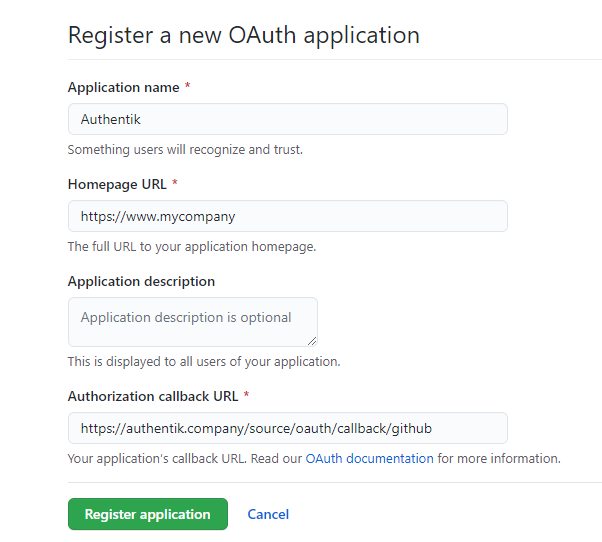 Register a new OAuth application
Application name *
Authentik
Something users will recognize and trust.
Homepage URL *
https://www.mycompany
The full URL to your application homepage.
Application description
Application description is optional
This is displayed to all users of your application.
Authorization callback URL *
https://authentik.company/source/oauth/callback/github
Your application's callback URL. Read our OAuth documentation for more information.
Register application Cancel